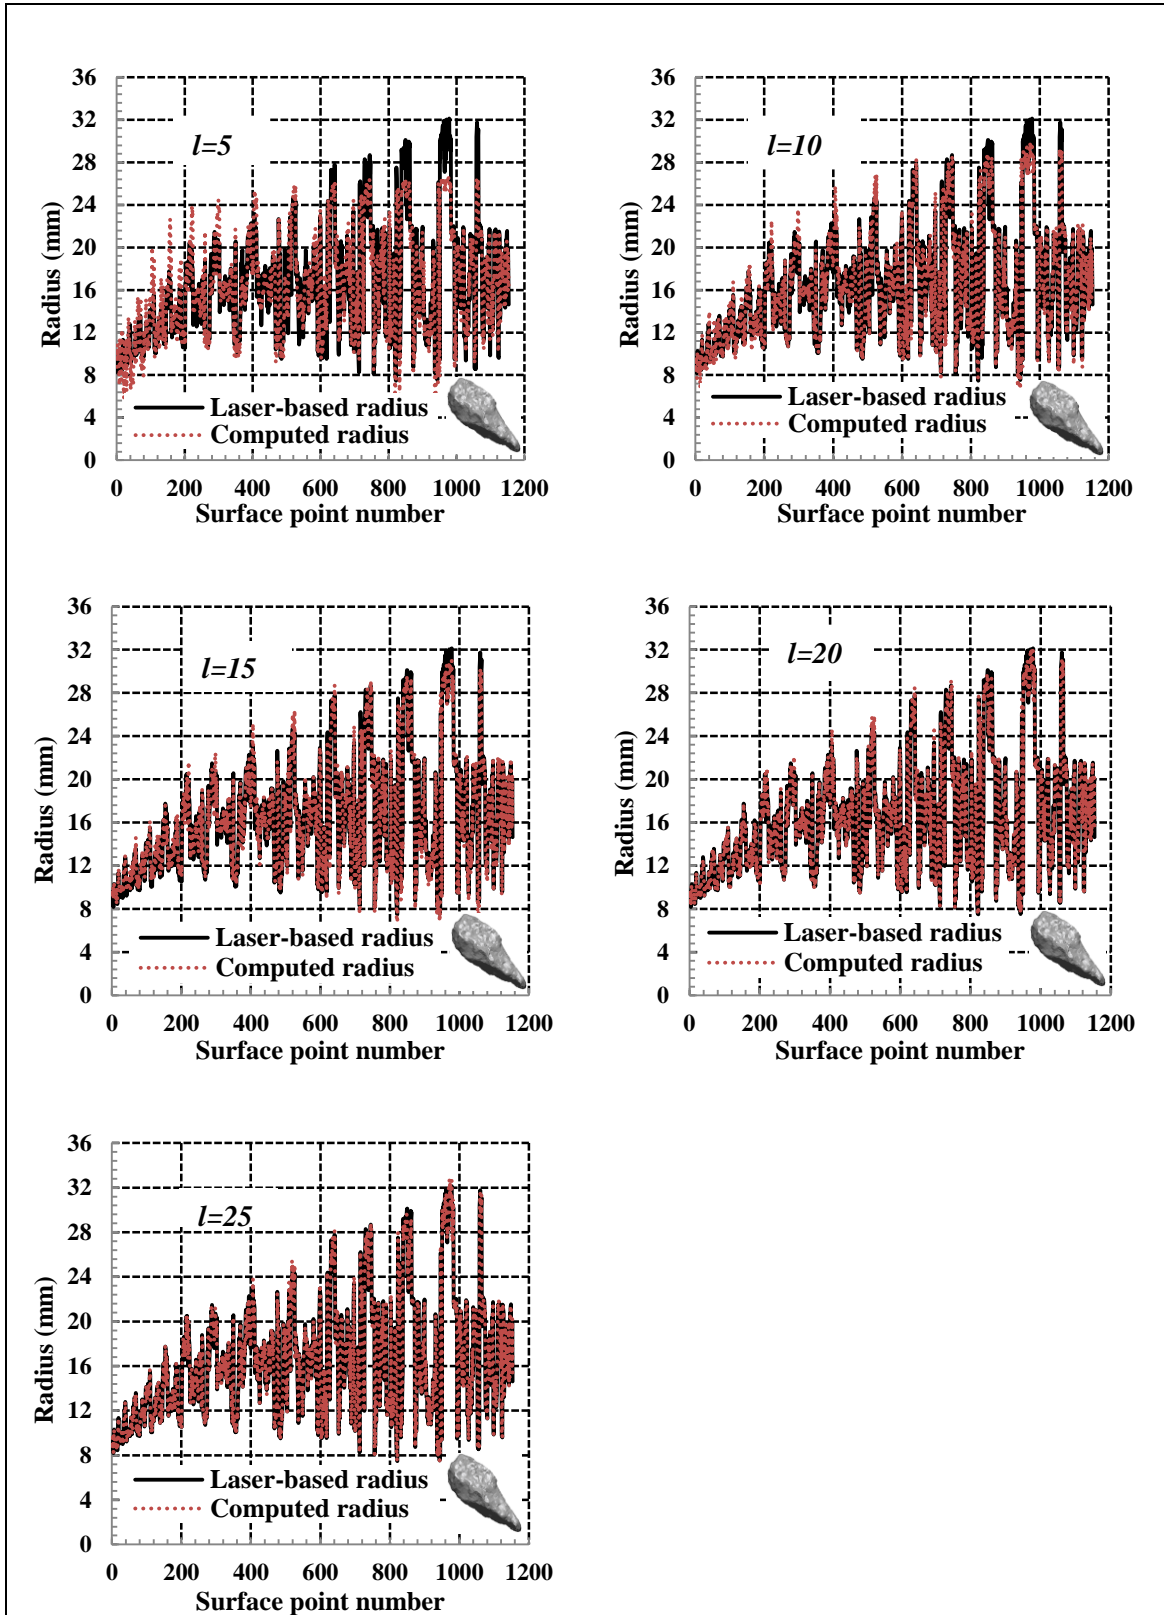 36
32
28
24
20
16
12
8
4
0
Radius (mm)
l=5
Laser-based radius
Computed radius
0 200 400 600 800 1000 1200
Surface point number
36
32
28
24
20
16
12
8
4
0
Radius (mm)
l=10
Laser-based radius
Computed radius
0 200 400 600 800 1000 1200
Surface point number
36
32
28
24
20
16
12
8
4
0
Radius (mm)
l=15
Laser-based radius
Computed radius
0 200 400 600 800 1000 1200
Surface point number
36
32
28
24
20
16
12
8
4
0
Radius (mm)
l=20
Laser-based radius
Computed radius
0 200 400 600 800 1000 1200
Surface point number
36
32
28
24
20
16
12
8
4
0
Radius (mm)
l=25
Laser-based radius
Computed radius
0 200 400 600 800 1000 1200
Surface point number